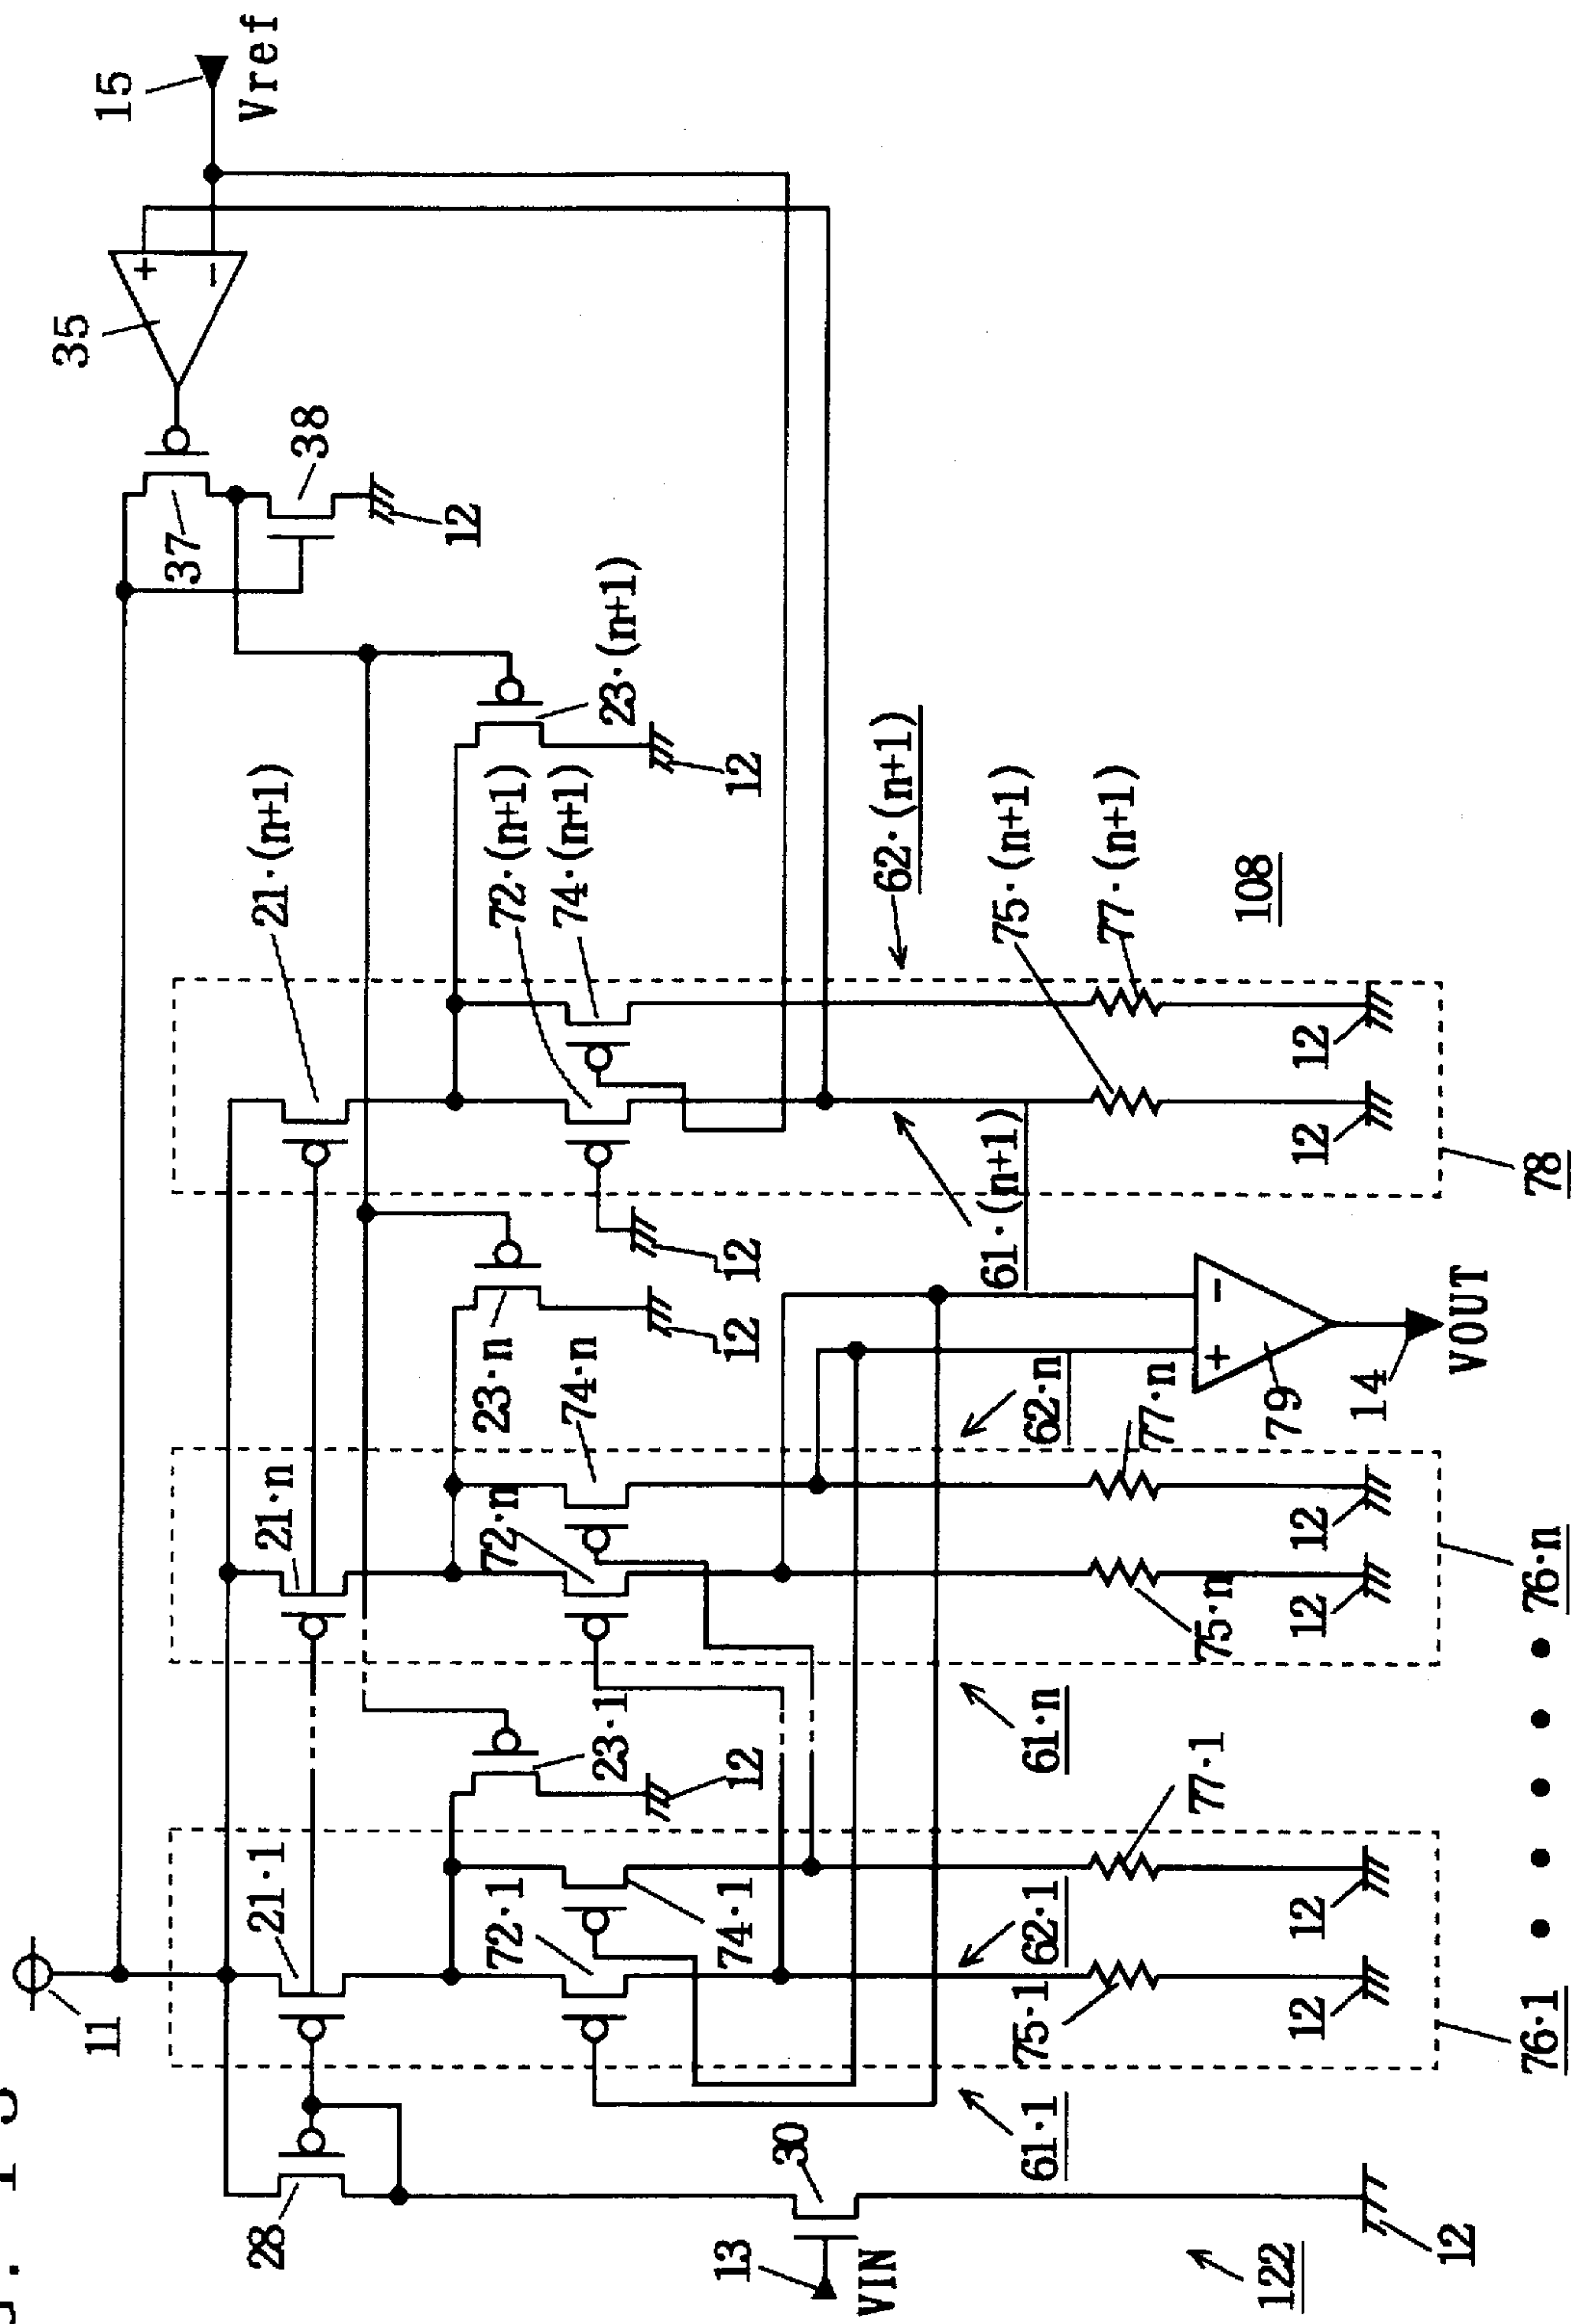 11
28
13
VIN
30
122
12
21·1
72·1
74·1
23·1
12
61·1
62·1
75·1
77·1
12
12
76·1
21·n
72·n
74·n
23·n
12
61·n
62·n
75·n
77·n
12
12
76·n
79
14
VOUT
21·(n+1)
72·(n+1)
74·(n+1)
23·(n+1)
12
12
61·(n+1)
62·(n+1)
75·(n+1)
77·(n+1)
12
12
78
108
37
38
12
35
+
−
+
−
15
Vref